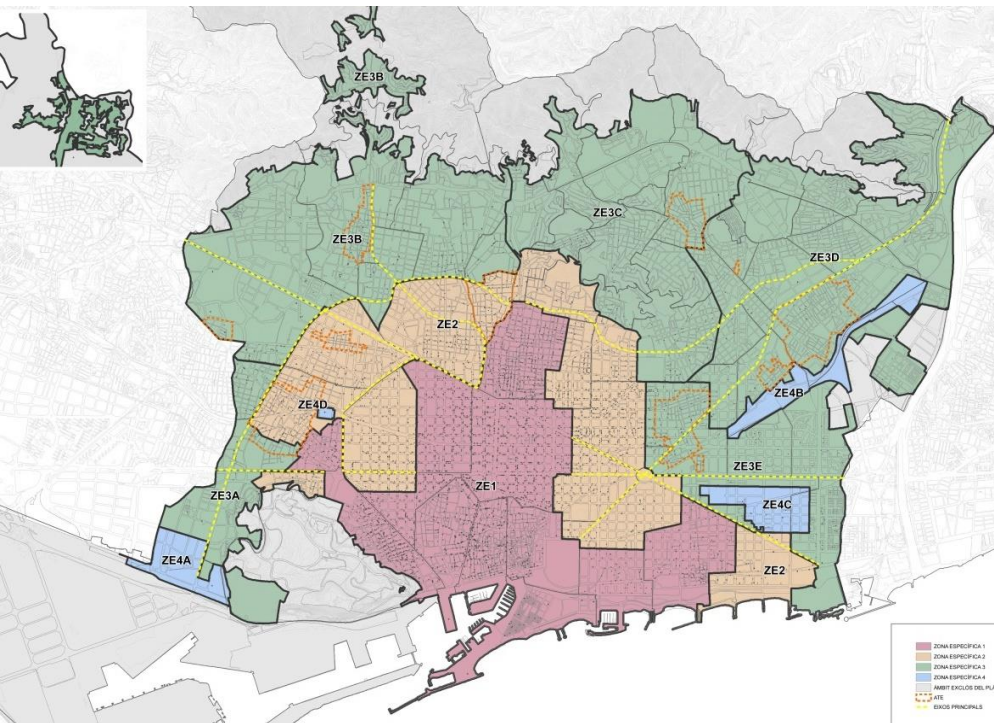 ZE3B
ZE3C
ZE3B
ZE3D
ZE2
ZE4B
ZE4D
ZE3E
ZE1
ZE3A
ZE4C
ZE4A
ZE2
ZONA ESPECÍFICA 1
ZONA ESPECÍFICA 2
ZONA ESPECÍFICA 3
ZONA ESPECÍFICA 4
ÀMBIT EXCLÒS DEL
ATE
EIXOS PRINCIPALS